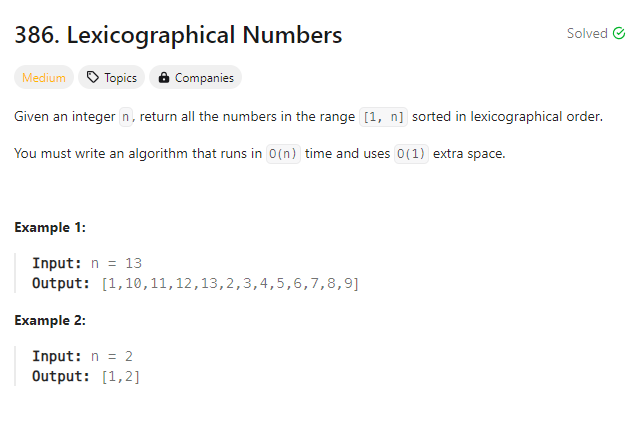 386. Lexicographical Numbers
Solved
Medium Topics Companies
Given an integer n, return all the numbers in the range [1, n] sorted in lexicographical order.
You must write an algorithm that runs in O(n) time and uses O(1) extra space.
Example 1:
Input: n = 13
Output: [1,10,11,12,13,2,3,4,5,6,7,8,9]
Example 2:
Input: n = 2
Output: [1,2]